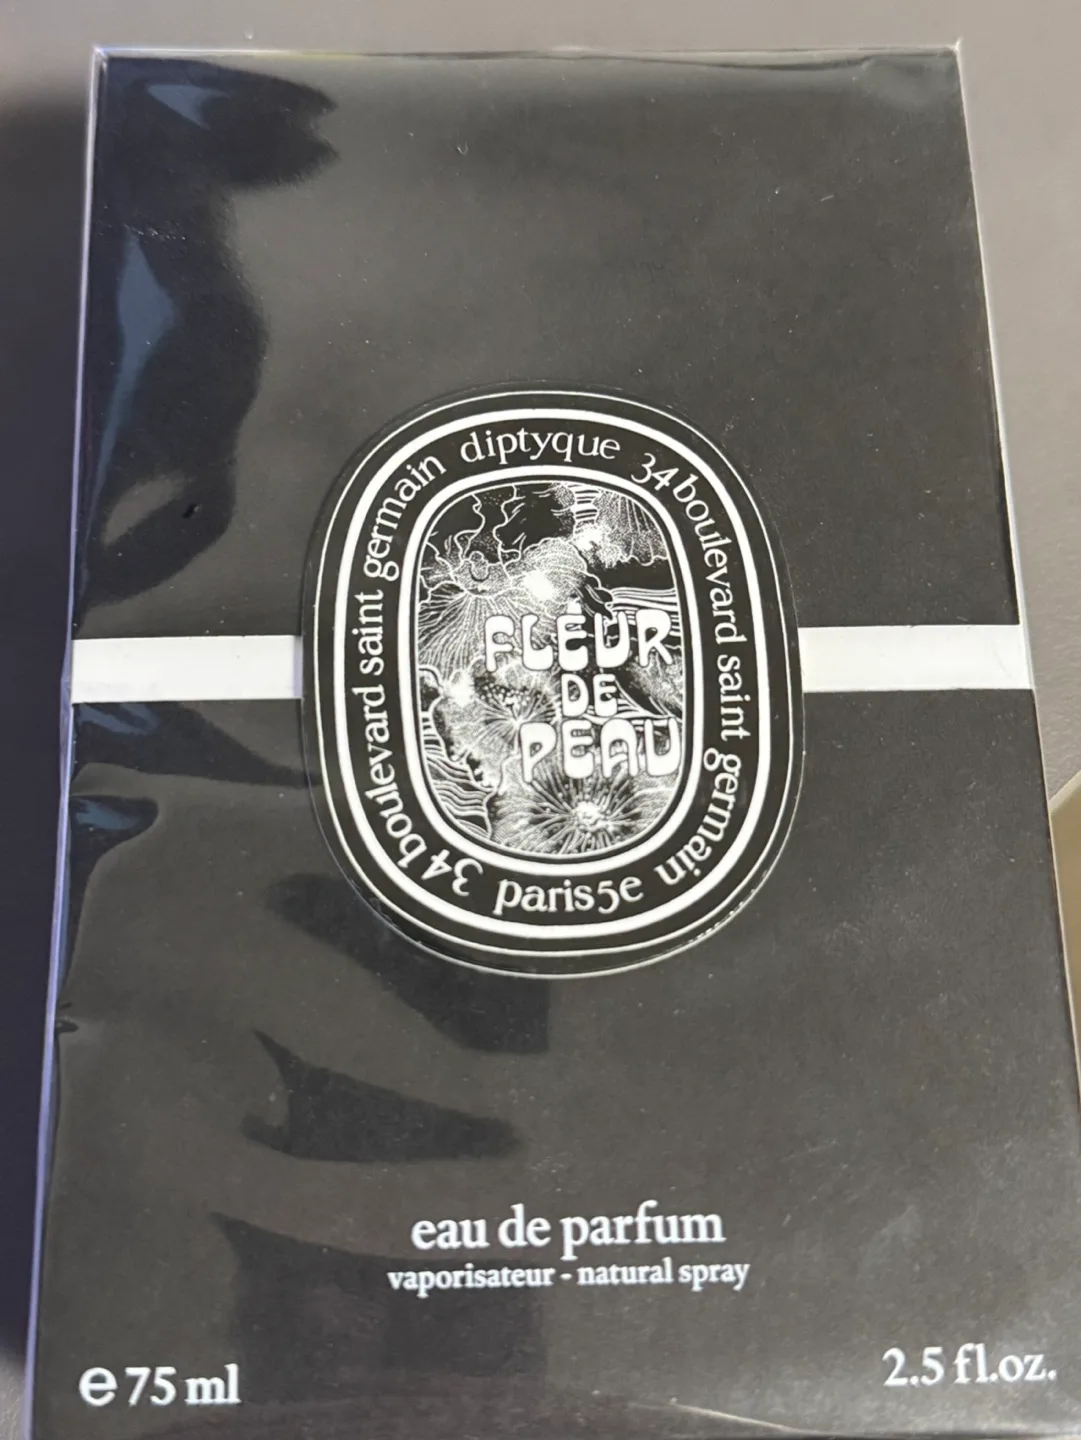 diptyque 34 boulevard saint germain paris5e 34 boulevard saint germain
FLEUR
DE
PEAU
eau de parfum
vaporisateur - natural spray
e 75 ml
2.5 fl.oz.